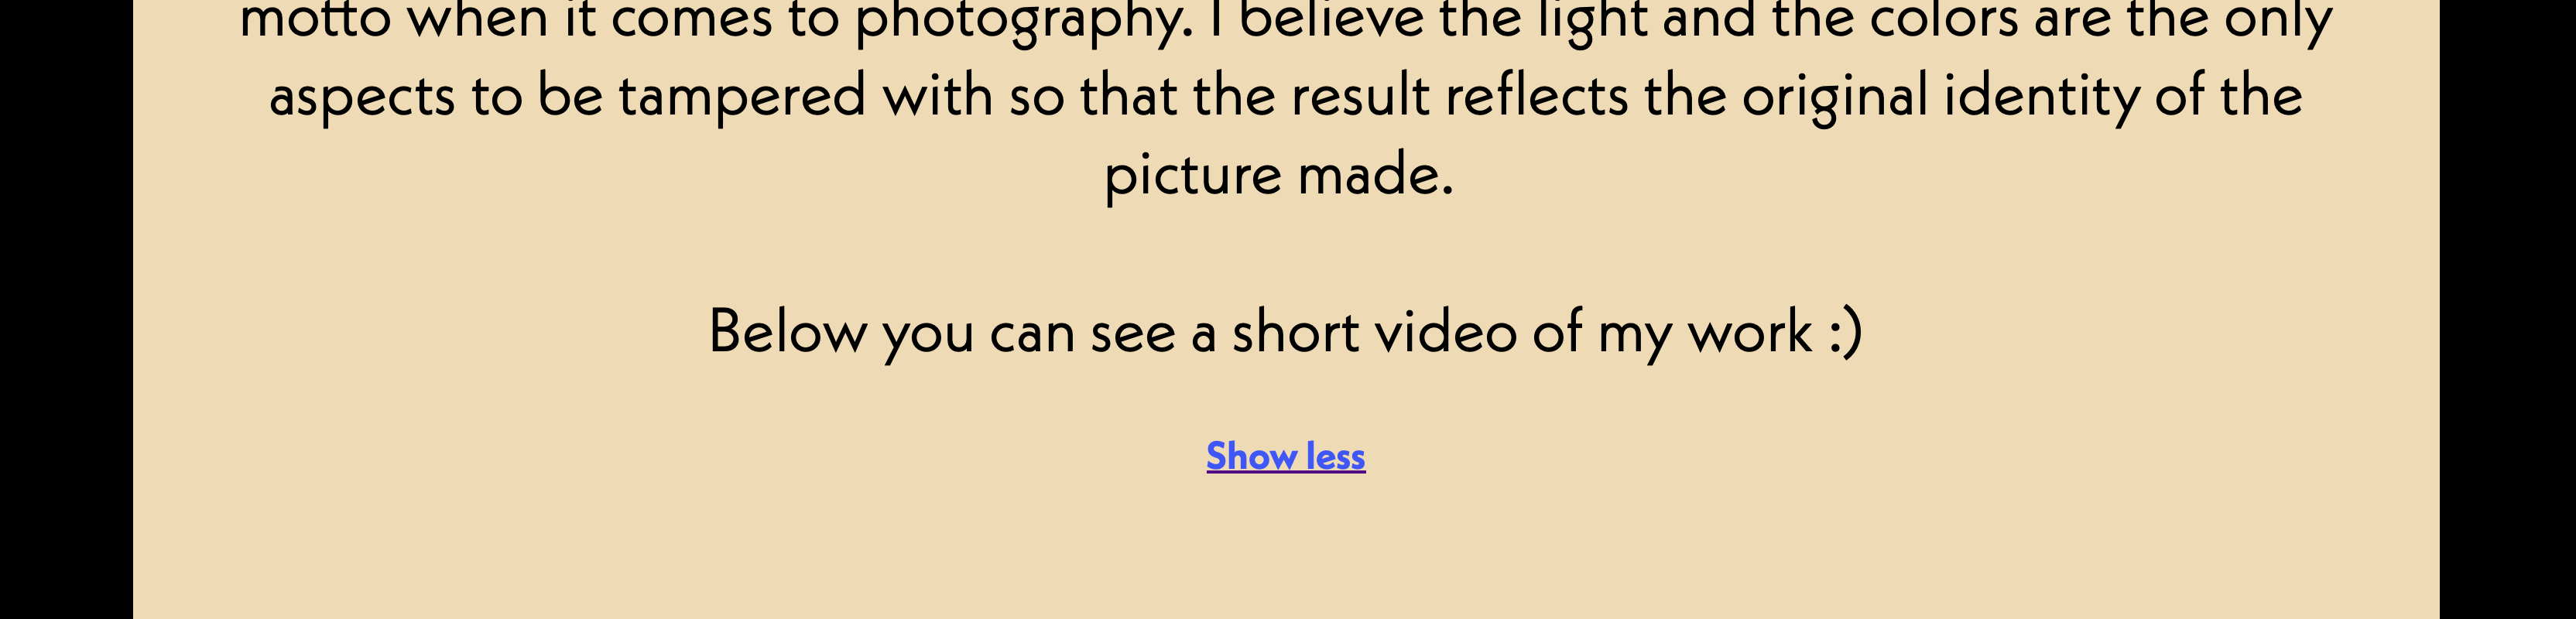 motto when it comes to photography. I believe the light and the colors are the only
aspects to be tampered with so that the result reflects the original identity of the
picture made.
Below you can see a short video of my work :)
Show less